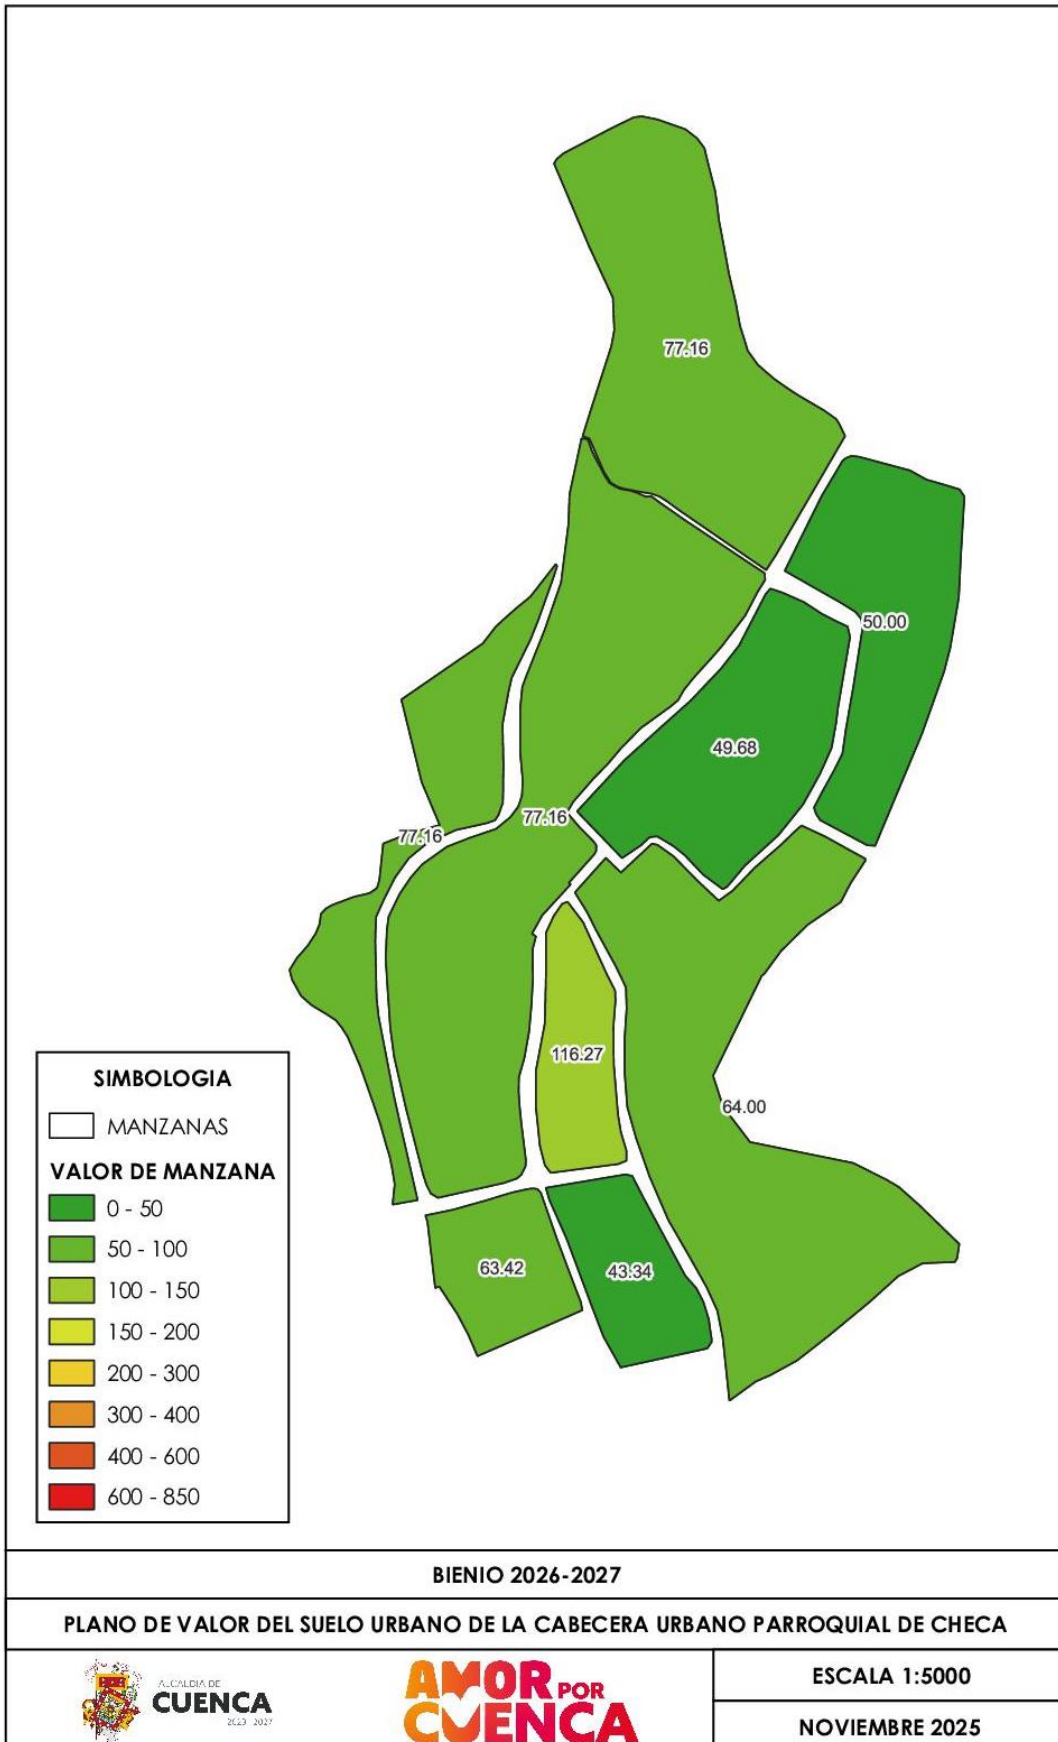 77.16
50.00
49.68
77.16
77.16
116.27
64.00
63.42
43.34
SIMBOLOGIA
MANZANAS
VALOR DE MANZANA
0 - 50
50 - 100
100 - 150
150 - 200
200 - 300
300 - 400
400 - 600
600 - 850
BIENIO 2026-2027
PLANO DE VALOR DEL SUELO URBANO DE LA CABECERA URBANO PARROQUIAL DE CHECA
ALCALDÍA DE
CUENCA
2023 - 2027
AMOR POR
CUENCA
ESCALA 1:5000
NOVIEMBRE 2025